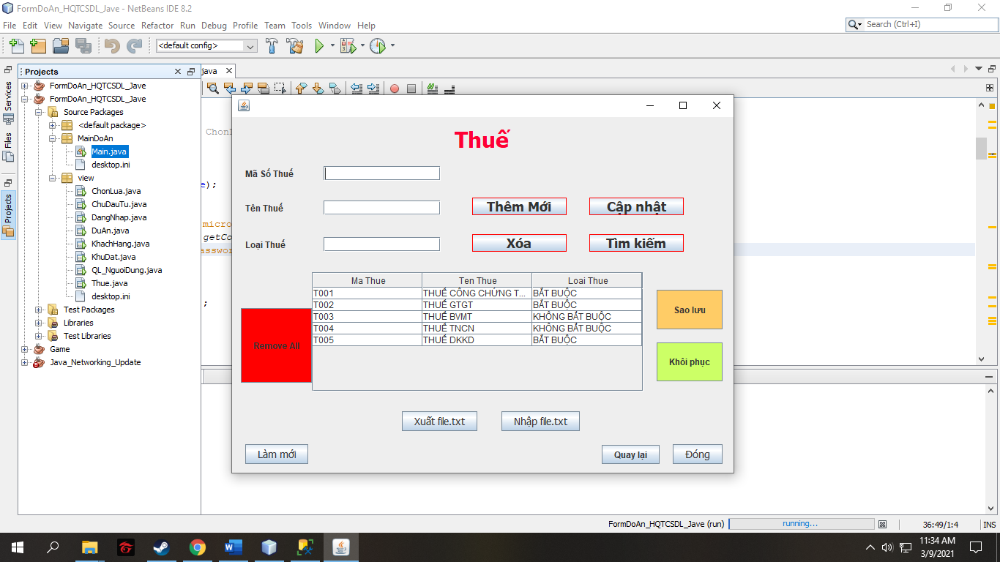 FormDoAn_HQTCSDL_Jave - NetBeans IDE 8.2
File Edit View Navigate Source Refactor Run Debug Profile Team Tools Window Help
Search (Ctrl+I)
<default config>
Services
Files
Projects
Projects
FormDoAn_HQTCSDL_Jave
FormDoAn_HQTCSDL_Jave
Source Packages
<default package>
MainDoAn
Main.java
desktop.ini
view
ChonLua.java
ChuDauTu.java
DangNhap.java
DuAn.java
KhachHang.java
KhuDat.java
QL_NguoiDung.java
Thue.java
desktop.ini
Test Packages
Libraries
Test Libraries
Game
Java_Networking_Update
java
e);
micro
getCo
asswor
;
Thuế
Mã Số Thuế
Tên Thuế
Thêm Mới Cập nhật
Loại Thuế
Xóa Tìm kiếm
Ma Thue Ten Thue Loai Thue
T001 THUẾ CÔNG CHỨNG T... BẮT BUỘC
T002 THUẾ GTGT BẮT BUỘC
T003 THUẾ BVMT KHÔNG BẮT BUỘC
T004 THUẾ TNCN KHÔNG BẮT BUỘC
T005 THUẾ DKKD BẮT BUỘC
Remove All
Sao lưu
Khôi phục
Xuất file.txt Nhập file.txt
Làm mới Quay lại Đóng
FormDoAn_HQTCSDL_Jave (run) running... 36:49/1:4 INS
11:34 AM
3/9/2021